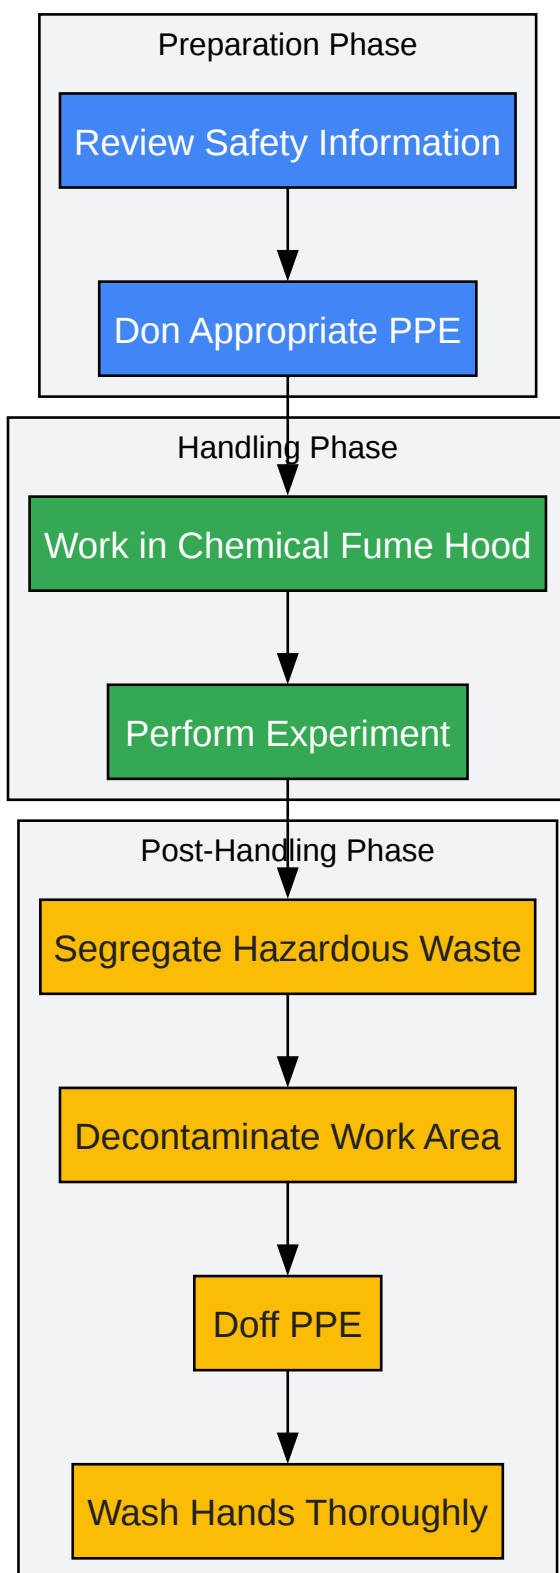 Preparation Phase
Review Safety Information
Don Appropriate PPE
Handling Phase
Work in Chemical Fume Hood
Perform Experiment
Post-Handling Phase
Segregate Hazardous Waste
Decontaminate Work Area
Doff PPE
Wash Hands Thoroughly